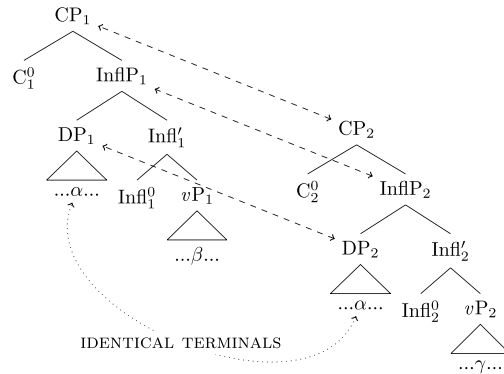 CP₁
C⁰₁ InflP₁
DP₁ Infl′₁
...α... Infl⁰₁ vP₁
...β...
CP₂
C⁰₂ InflP₂
DP₂ Infl′₂
...α... Infl⁰₂ vP₂
...γ...
IDENTICAL TERMINALS